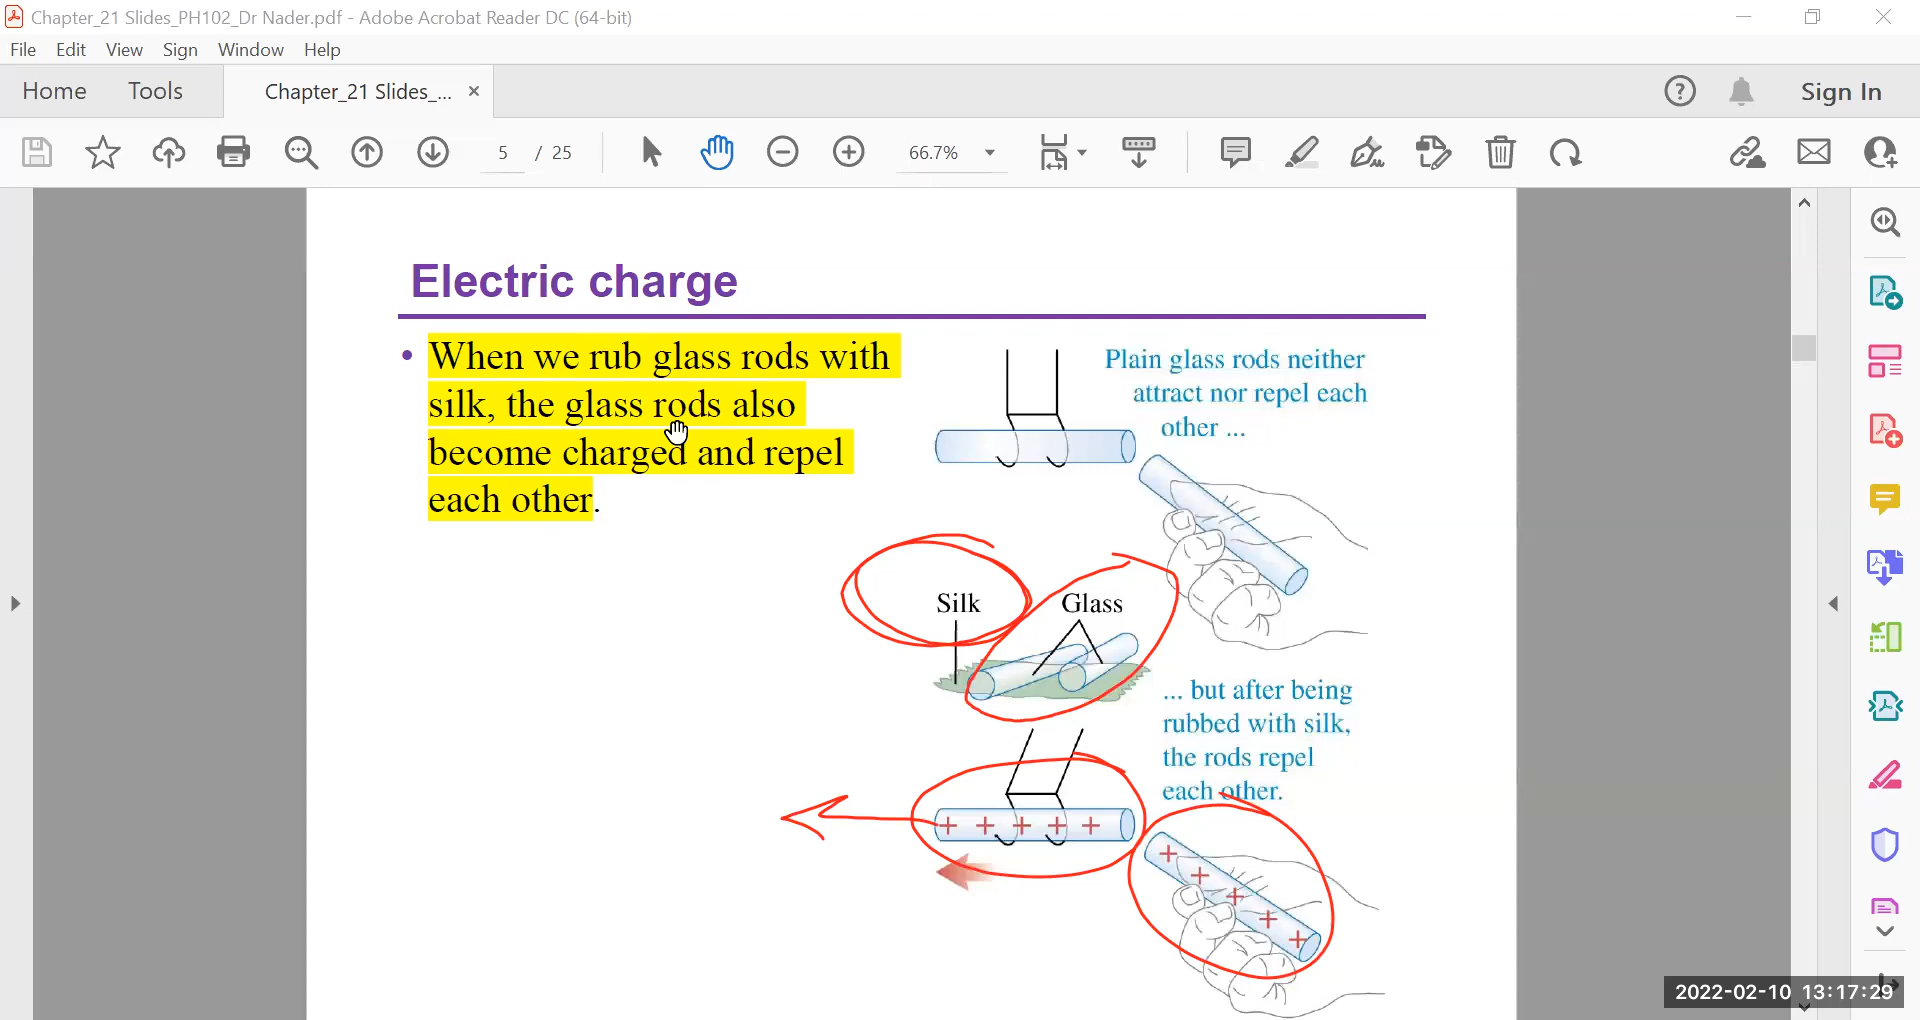 Chapter_21 Slides_PH102_Dr Nader.pdf - Adobe Acrobat Reader DC (64-bit)
File Edit View Sign Window Help
Home Tools Chapter_21 Slides_... × Sign In
5 / 25 66.7%
Electric charge
• When we rub glass rods with
silk, the glass rods also
become charged and repel
each other.
Plain glass rods neither
attract nor repel each
other ...
Silk Glass
... but after being
rubbed with silk,
the rods repel
each other.
+ + + + +
+ + + + +
2022-02-10 13:17:29